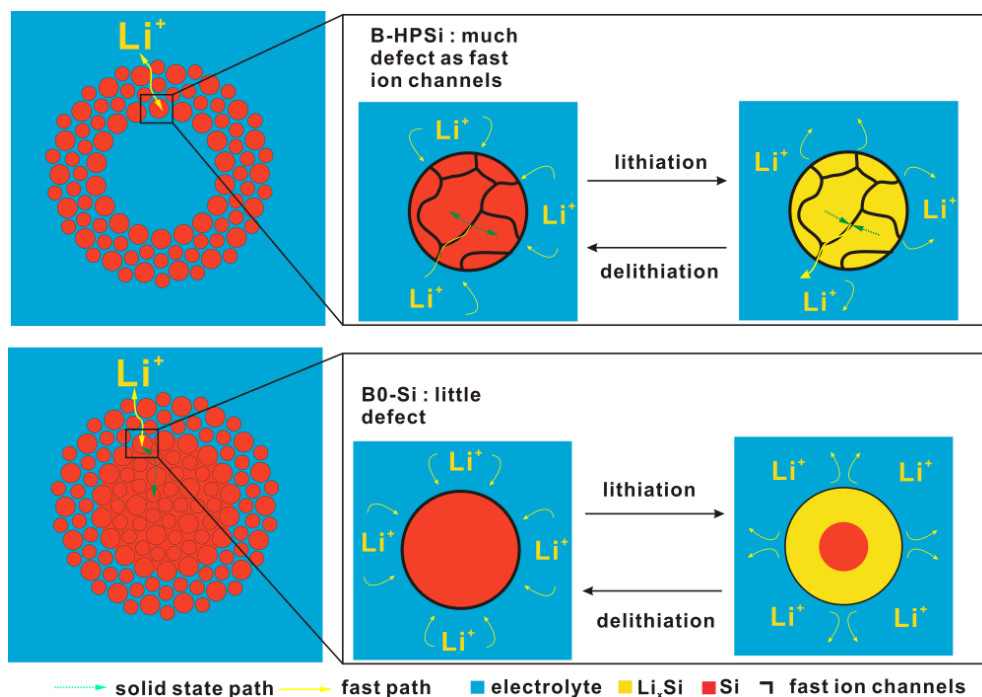 Li⁺
B-HPSi : much
defect as fast
ion channels
Li⁺
Li⁺
Li⁺
lithiation
delithiation
Li⁺
Li⁺
Li⁺
Li⁺
B0-Si : little
defect
Li⁺
Li⁺
Li⁺
Li⁺
lithiation
delithiation
Li⁺
Li⁺
Li⁺
Li⁺
solid state path
fast path
electrolyte
LiₓSi
Si
fast ion channels